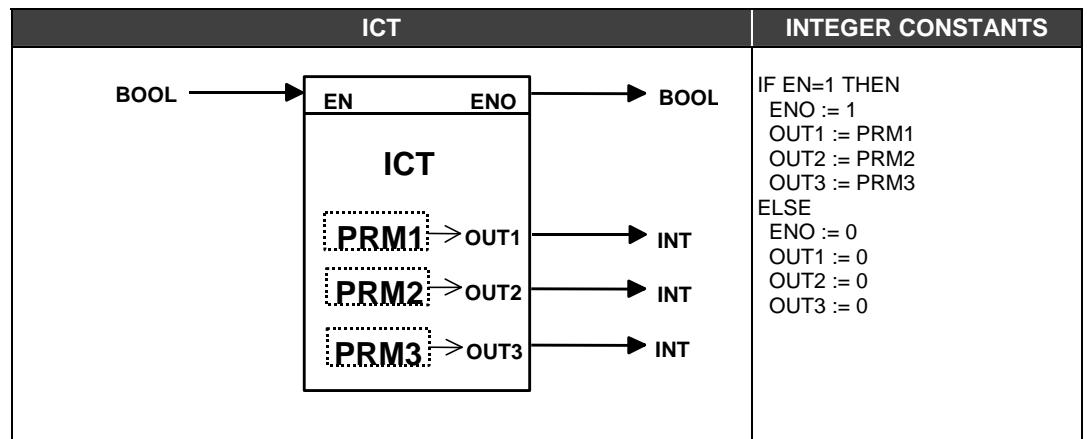 ICT
INTEGER CONSTANTS
BOOL
EN
ENO
BOOL
ICT
PRM1
OUT1
INT
PRM2
OUT2
INT
PRM3
OUT3
INT
IF EN=1 THEN
ENO := 1
OUT1 := PRM1
OUT2 := PRM2
OUT3 := PRM3
ELSE
ENO := 0
OUT1 := 0
OUT2 := 0
OUT3 := 0